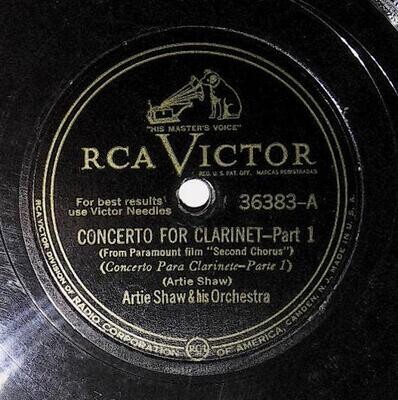 "HIS MASTER'S VOICE"
RCA VICTOR
REG. U.S. PAT. OFF. MARCAS REGISTRADAS
For best results
use Victor Needles
36383-A
CONCERTO FOR CLARINET-Part 1
(From Paramount film "Second Chorus")
(Concerto Para Clarinete-Parte 1)
(Artie Shaw)
Artie Shaw & his Orchestra
RCA VICTOR DIVISION OF RADIO CORPORATION OF AMERICA, CAMDEN, N.J. MADE IN U.S.A.
RCA